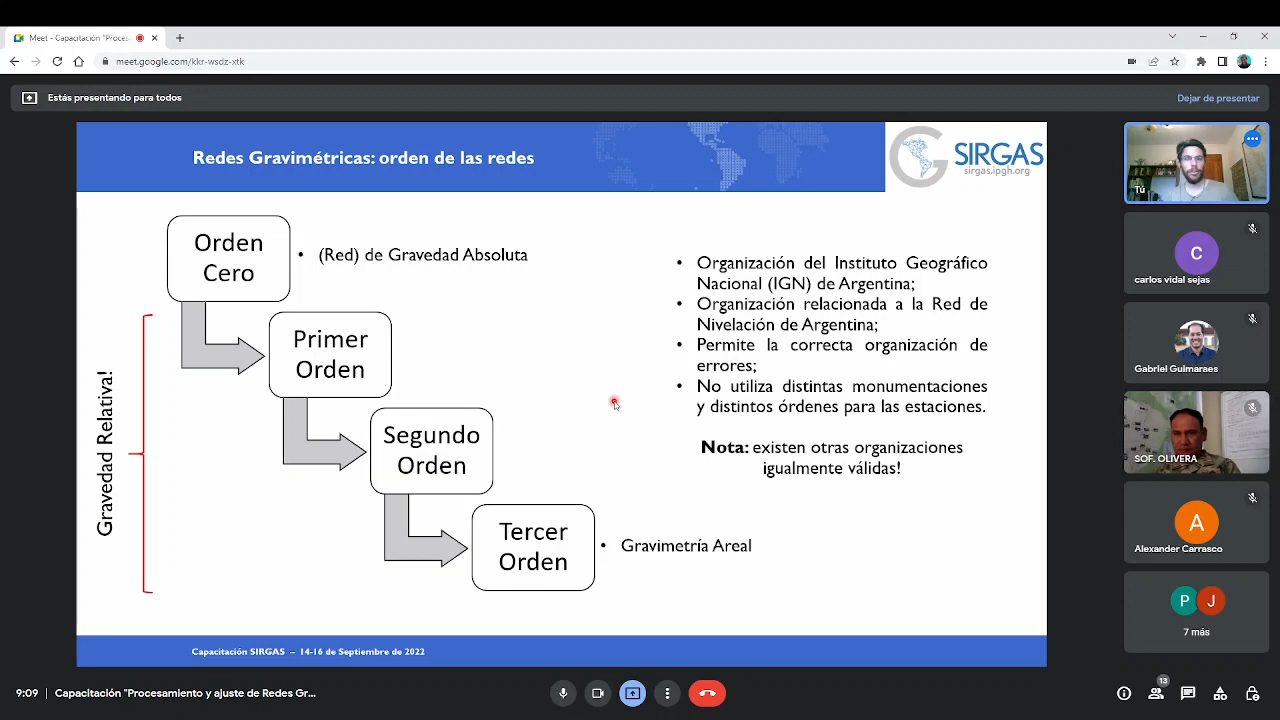 Meet - Capacitación "Proces
meet.google.com/kkr-wsdz-xtk
Estás presentando para todos
Dejar de presentar
Redes Gravimétricas: orden de las redes
SIRGAS
sirgas.ipgh.org
Orden
Cero
• (Red) de Gravedad Absoluta
Primer
Orden
Segundo
Orden
Tercer
Orden
• Gravimetría Areal
Gravedad Relativa!
• Organización del Instituto Geográfico
Nacional (IGN) de Argentina;
• Organización relacionada a la Red de
Nivelación de Argentina;
• Permite la correcta organización de
errores;
• No utiliza distintas monumentaciones
y distintos órdenes para las estaciones.
Nota: existen otras organizaciones
igualmente válidas!
Capacitación SIRGAS – 14-16 de Septiembre de 2022
Tú
C
carlos vidal sejas
Gabriel Guimaraes
SOF. OLIVERA
A
Alexander Carrasco
P J
7 más
9:09 Capacitación "Procesamiento y ajuste de Redes Gr...
13